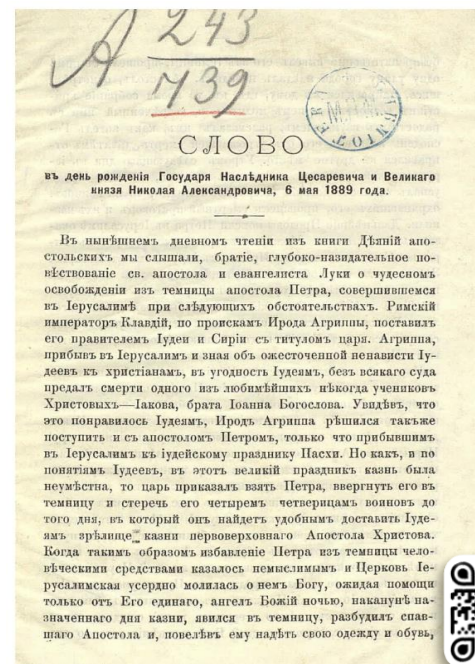 А 243
739
СЛОВО
въ день рожденія Государя Наслѣдника Цесаревича и Великаго
князя Николая Александровича, 6 мая 1889 года.
Въ нынѣшнемъ дневномъ чтеніи изъ книги Дѣяній апо-
стольскихъ мы слышали, братіе, глубоко-назидательное по-
вѣствованіе св. апостола и евангелиста Луки о чудесномъ
освобожденіи изъ темницы апостола Петра, совершившемся
въ Іерусалимѣ при слѣдующихъ обстоятельствахъ. Римскій
императоръ Клавдій, по проискамъ Ирода Агриппы, поставилъ
его правителемъ Іудеи и Сиріи съ титуломъ царя. Агриппа,
прибывъ въ Іерусалимъ и зная объ ожесточенной ненависти Іу-
деевъ къ христіанамъ, въ угодность Іудеямъ, безъ всякаго суда
предалъ смерти одного изъ любимѣйшихъ нѣкогда учениковъ
Христовыхъ—Іакова, брата Іоанна Богослова. Увидѣвъ, что
это понравилось Іудеямъ, Иродъ Агриппа рѣшился такъже
поступить и съ апостоломъ Петромъ, только что прибывшимъ
въ Іерусалимъ къ іудейскому празднику Пасхи. Но какъ, и по
понятіямъ Іудеевъ, въ этотъ великій праздникъ казнь была
неумѣстна, то царь приказалъ взять Петра, ввергнуть его въ
темницу и стеречь его четыремъ четверицамъ воиновъ до
того дня, въ который онъ найдетъ удобнымъ доставить Іуде-
ямъ зрѣлище казни первоверховнаго Апостола Христова.
Когда такимъ образомъ избавленіе Петра изъ темницы чело-
вѣческими средствами казалось немыслимымъ и Церковь Іе-
русалимская усердно молилась о немъ Богу, ожидая помощи
только отъ Его единаго, ангелъ Божій ночью, наканунѣ на-
значеннаго дня казни, явился въ темницу, разбудилъ спав-
шаго Апостола и, повелѣвъ ему надѣть свою одежду и обувь,